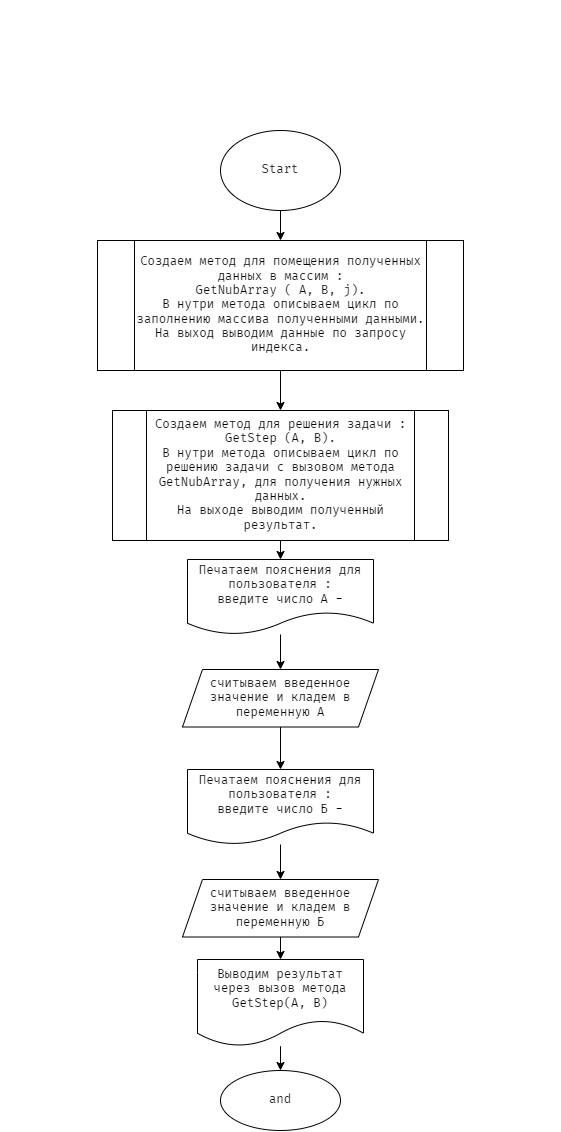 Start
Создаем метод для помещения полученных
данных в массим :
GetNubArray ( A, B, j).
В нутри метода описываем цикл по
заполнению массива полученными данными.
На выход выводим данные по запросу
индекса.
Создаем метод для решения задачи :
GetStep (A, B).
В нутри метода описываем цикл по
решению задачи с вызовом метода
GetNubArray, для получения нужных
данных.
На выходе выводим полученный
результат.
Печатаем пояснения для
пользователя :
введите число А -
считываем введенное
значение и кладем в
переменную А
Печатаем пояснения для
пользователя :
введите число Б -
считываем введенное
значение и кладем в
переменную Б
Выводим результат
через вызов метода
GetStep(A, B)
and